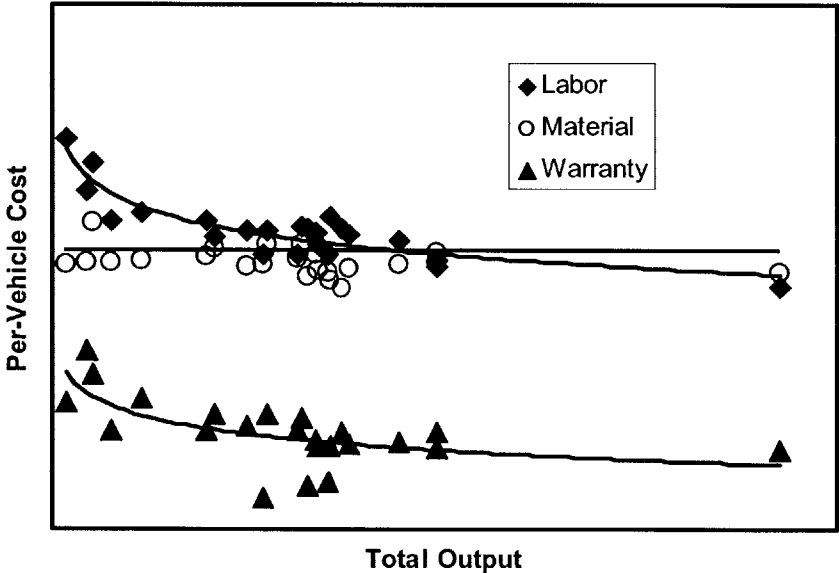 Labor
Material
Warranty
Per-Vehicle Cost
Total Output